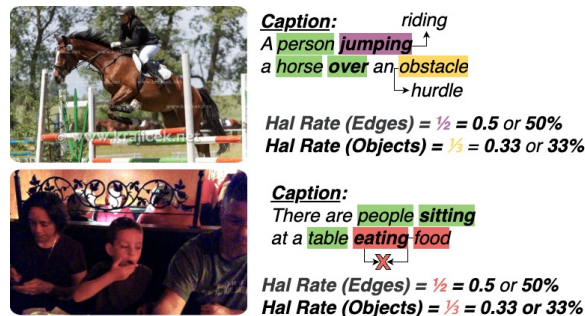 Caption:
riding
A person jumping
a horse over an obstacle
hurdle
Hal Rate (Edges) = ½ = 0.5 or 50%
Hal Rate (Objects) = ⅓ = 0.33 or 33%
Caption:
There are people sitting
at a table eating food
X
Hal Rate (Edges) = ½ = 0.5 or 50%
Hal Rate (Objects) = ⅓ = 0.33 or 33%